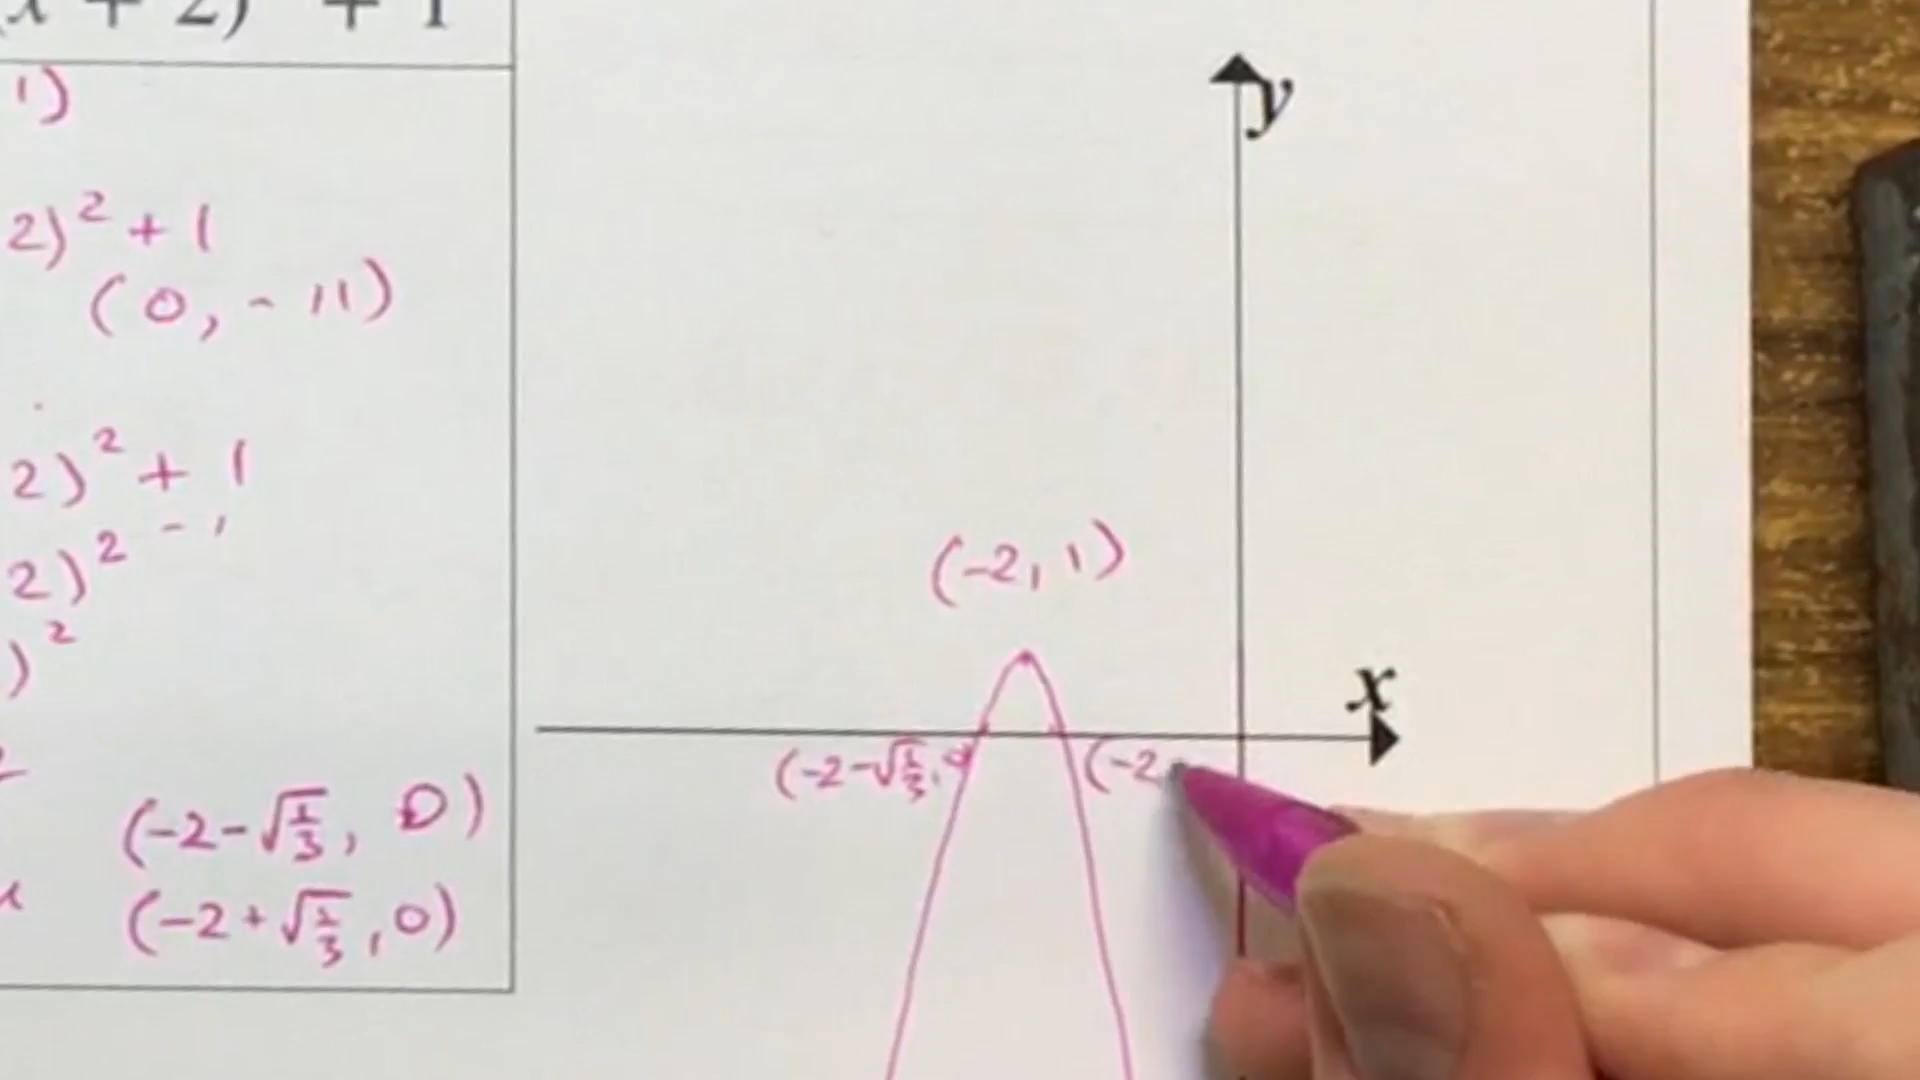 x + 2)² + 1
1)
2)² + 1
(0, -11)
2)² + 1
2)² - 1
)²
(-2-√1/3, 0)
(-2+√1/3, 0)
y
(-2, 1)
x
(-2-√1/3, 0
(-2